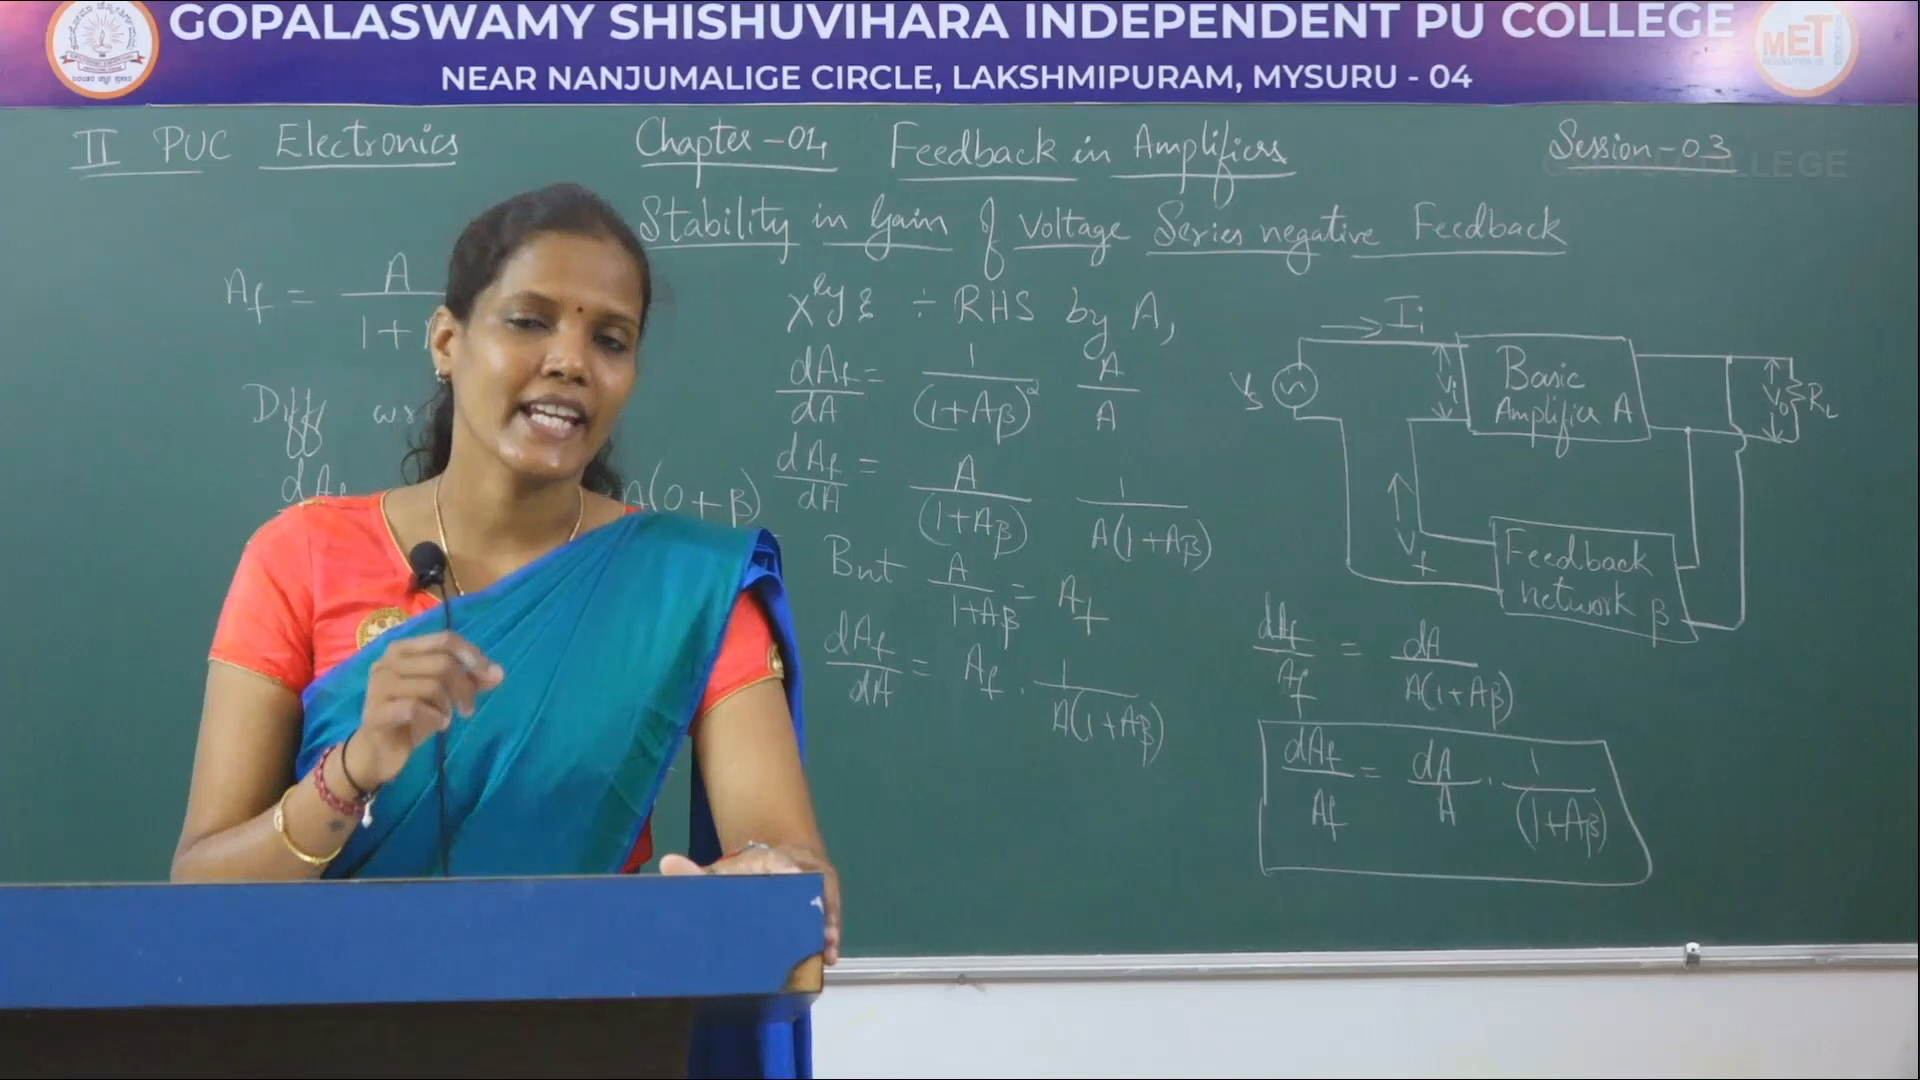 GOPALASWAMY SHISHUVIHARA INDEPENDENT PU COLLEGE
NEAR NANJUMALIGE CIRCLE, LAKSHMIPURAM, MYSURU - 04
MET
II PUC Electronics
Chapter - 04 Feedback in Amplifiers
Session - 03
COLLEGE
Stability in Gain of Voltage Series negative Feedback
Af = A / 1+
Diff wr
dAf
A(0+β)
x^ly & ÷ RHS by A,
dAf/dA = 1/(1+Aβ)² A/A
dAf/dA = A/(1+Aβ) 1/A(1+Aβ)
But A/1+Aβ = Af
dAf/dA = Af . 1/A(1+Aβ)
Ii
Vs
Vi
Basic Amplifier A
Vo
RL
Vf
Feedback network β
dAf/Af = dA/A(1+Aβ)
dAf/Af = dA/A . 1/(1+Aβ)